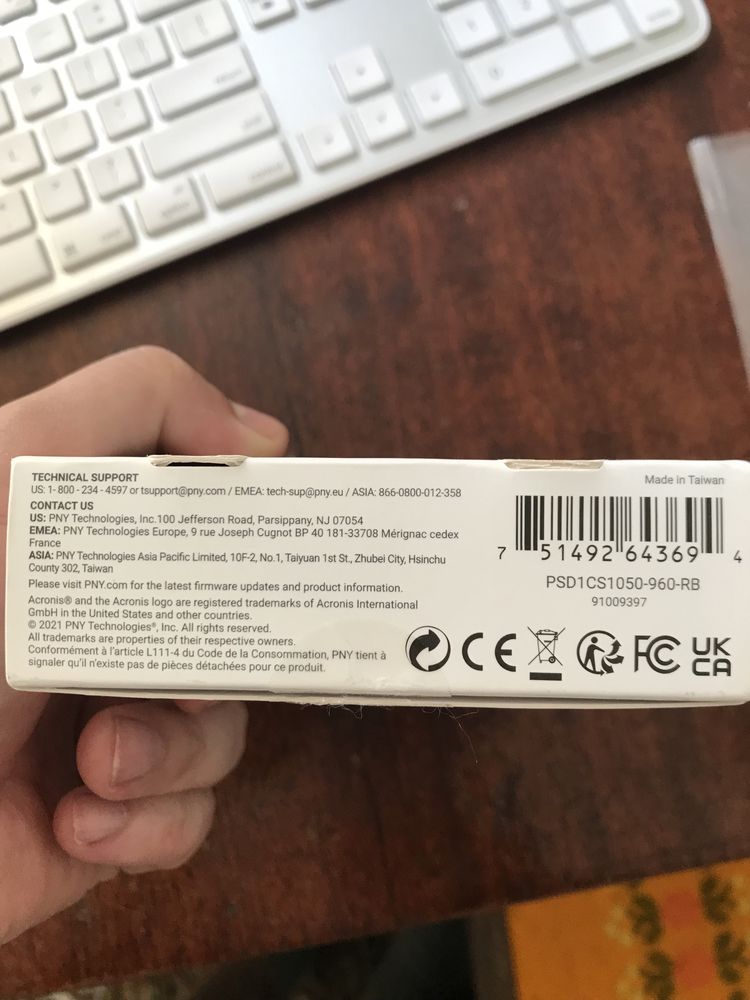 TECHNICAL SUPPORT
US: 1- 800 - 234 - 4597 or tsupport@pny.com / EMEA: tech-sup@pny.eu / ASIA: 866-0800-012-358
CONTACT US
US: PNY Technologies, Inc.100 Jefferson Road, Parsippany, NJ 07054
EMEA: PNY Technologies Europe, 9 rue Joseph Cugnot BP 40 181-33708 Mérignac cedex
France
ASIA: PNY Technologies Asia Pacific Limited, 10F-2, No.1, Taiyuan 1st St., Zhubei City, Hsinchu
County 302, Taiwan
Please visit PNY.com for the latest firmware updates and product information.
Acronis® and the Acronis logo are registered trademarks of Acronis International
GmbH in the United States and other countries.
© 2021 PNY Technologies®, Inc. All rights reserved.
All trademarks are properties of their respective owners.
Conformément à l'article L111-4 du Code de la Consommation, PNY tient à
signaler qu'il n'existe pas de pièces détachées pour ce produit.
Made in Taiwan
7 51492 64369 4
PSD1CS1050-960-RB
91009397
CE FC UK
CA